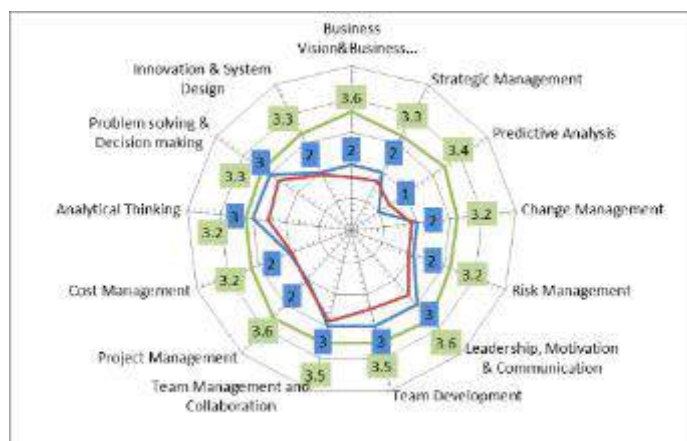 Business
Vision&Business...
Strategic Management
Predictive Analysis
Change Management
Risk Management
Leadership, Motivation
& Communication
Team Development
Team Management and
Collaboration
Project Management
Cost Management
Analytical Thinking
Problem solving &
Decision making
Innovation & System
Design
3.6
3.3
3.4
3.2
3.2
3.6
3.5
3.5
3.6
3.2
3.2
3.3
3.3
2
2
1
2
2
3
3
3
2
2
3
3
2